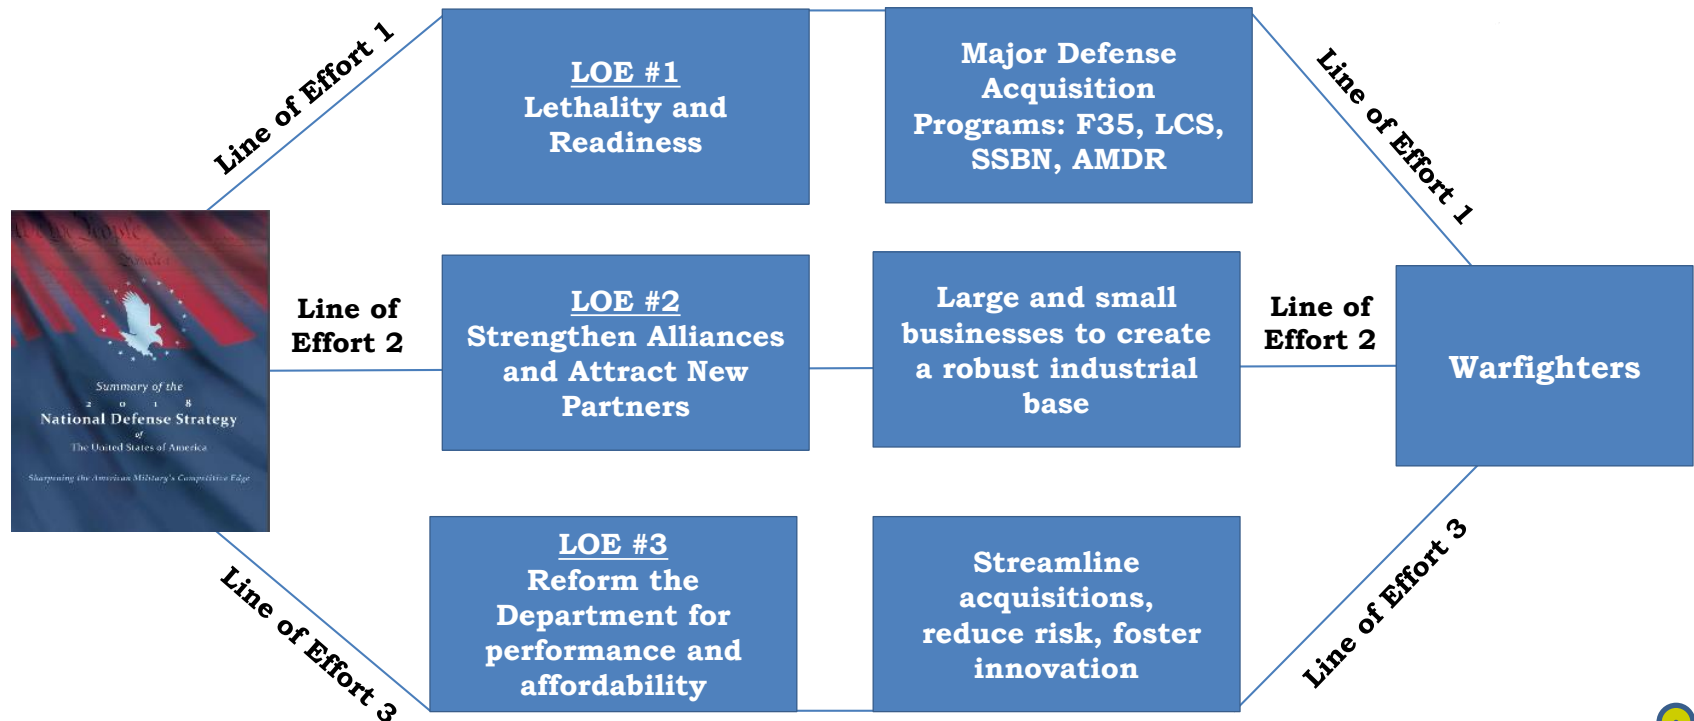 Line of Effort 1
LOE #1
Lethality and
Readiness
Major Defense
Acquisition
Programs: F35, LCS,
SSBN, AMDR
Line of Effort 1
We the People
Summary of the
2 0 1 8
National Defense Strategy
of
The United States of America
Sharpening the American Military's Competitive Edge
Line of
Effort 2
LOE #2
Strengthen Alliances
and Attract New
Partners
Large and small
businesses to create
a robust industrial
base
Line of
Effort 2
Warfighters
Line of Effort 3
LOE #3
Reform the
Department for
performance and
affordability
Streamline
acquisitions,
reduce risk, foster
innovation
Line of Effort 3